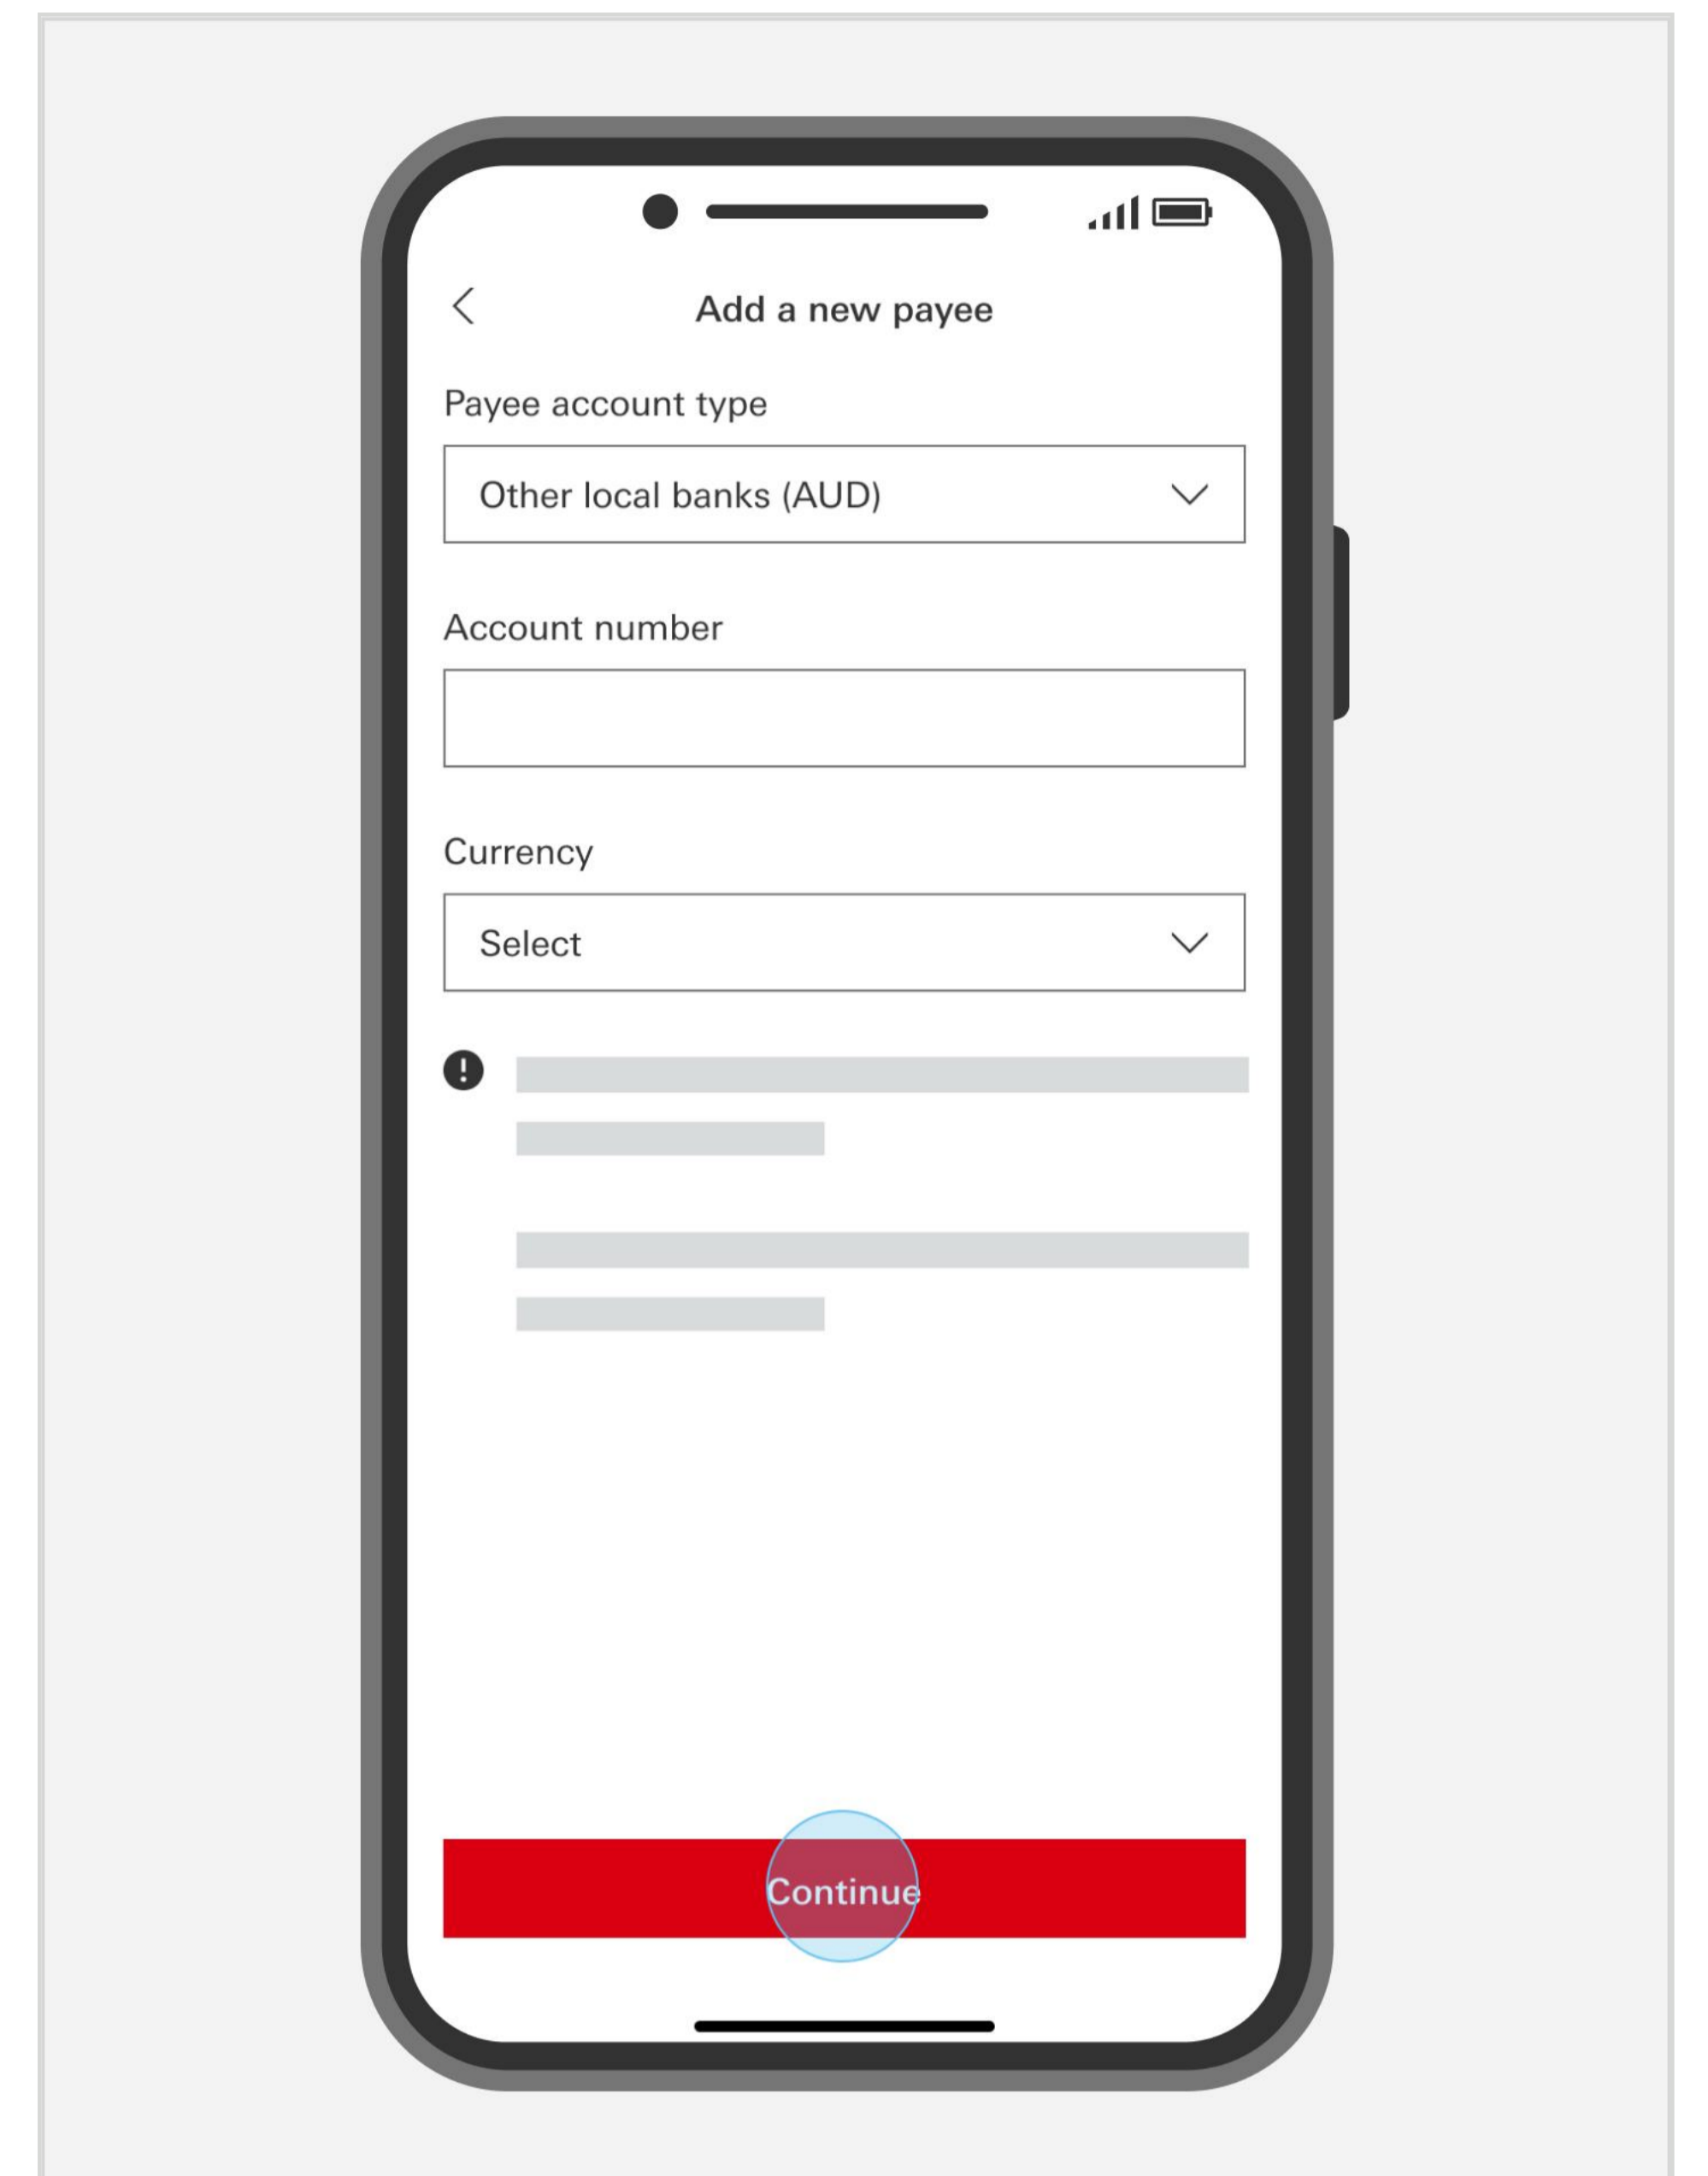 Add a new payee
Payee account type
Other local banks (AUD)
Account number
Currency
Select
Continue